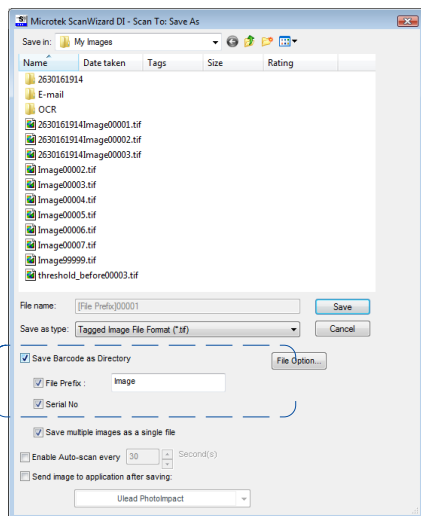 Microtek ScanWizard DI - Scan To: Save As
Save in: My Images
Name Date taken Tags Size Rating
2630161914
E-mail
OCR
2630161914Image00001.tif
2630161914Image00002.tif
2630161914Image00003.tif
Image00002.tif
Image00003.tif
Image00004.tif
Image00005.tif
Image00006.tif
Image00007.tif
Image99999.tif
threshold_before00003.tif
File name: [File Prefix]00001 Save
Save as type: Tagged Image File Format (*.tif) Cancel
Save Barcode as Directory File Option...
File Prefix : Image
Serial No
Save multiple images as a single file
Enable Auto-scan every 30 Second(s)
Send image to application after saving:
Ulead PhotoImpact